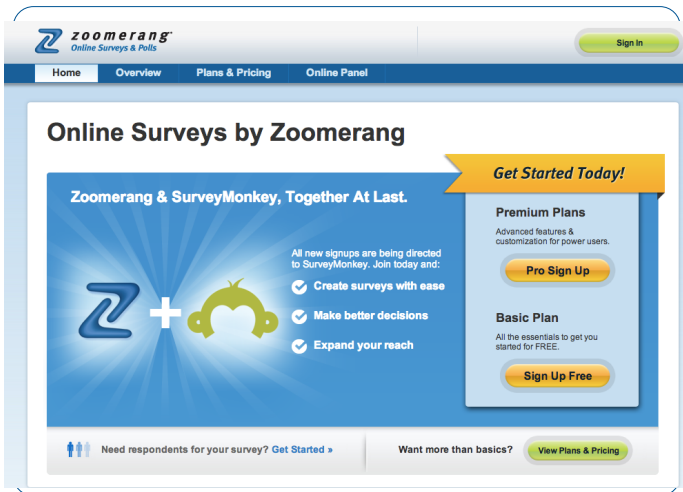 zoomerang™
Online Surveys & Polls
Sign In
Home
Overview
Plans & Pricing
Online Panel
Online Surveys by Zoomerang
Get Started Today!
Zoomerang & SurveyMonkey, Together At Last.
All new signups are being directed
to SurveyMonkey. Join today and:
Create surveys with ease
Make better decisions
Expand your reach
Premium Plans
Advanced features &
customization for power users.
Pro Sign Up
Basic Plan
All the essentials to get you
started for FREE.
Sign Up Free
Need respondents for your survey? Get Started »
Want more than basics?
View Plans & Pricing